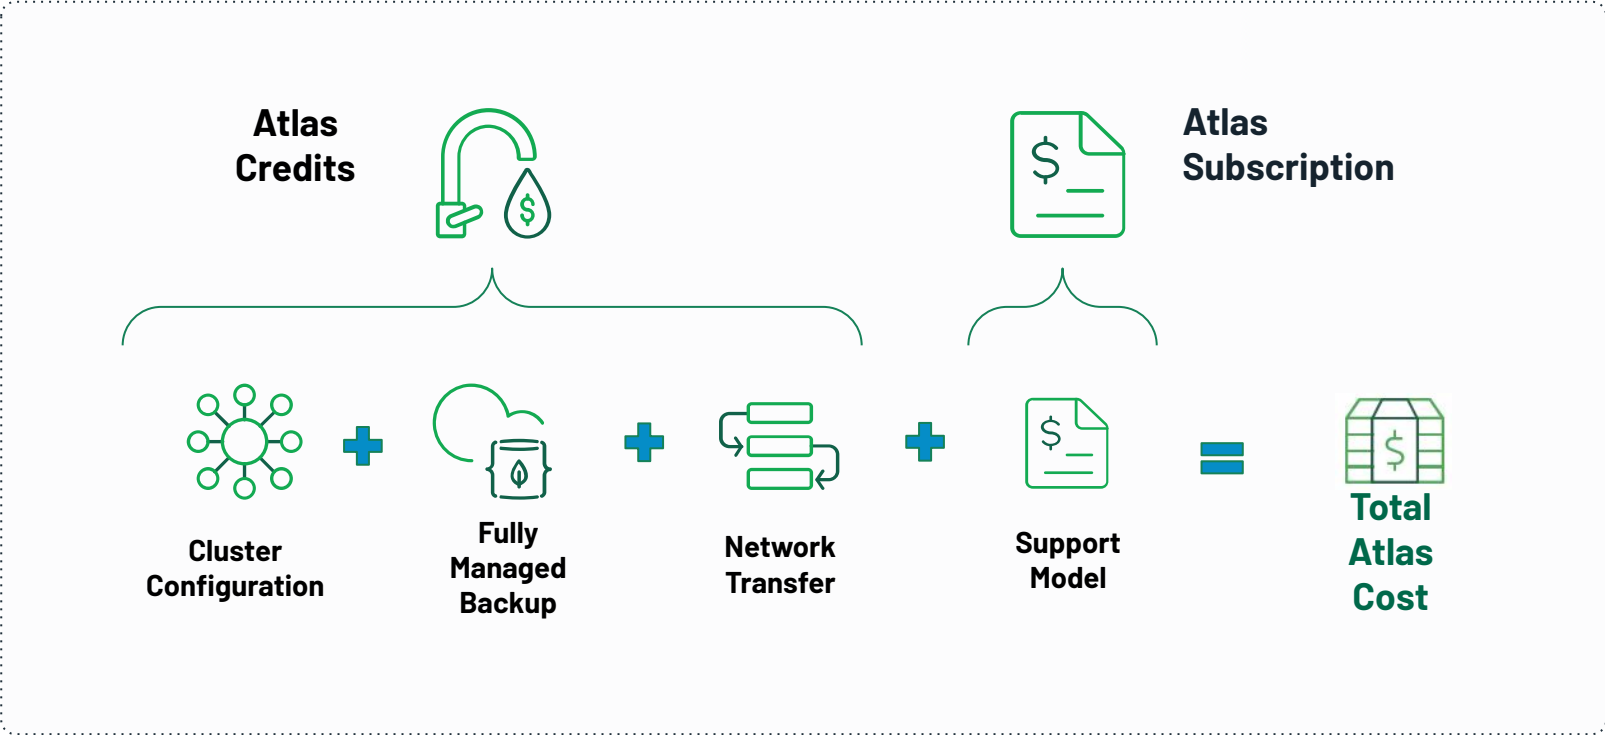 Atlas
Credits
Atlas
Subscription
Cluster
Configuration
Fully
Managed
Backup
Network
Transfer
Support
Model
Total
Atlas
Cost